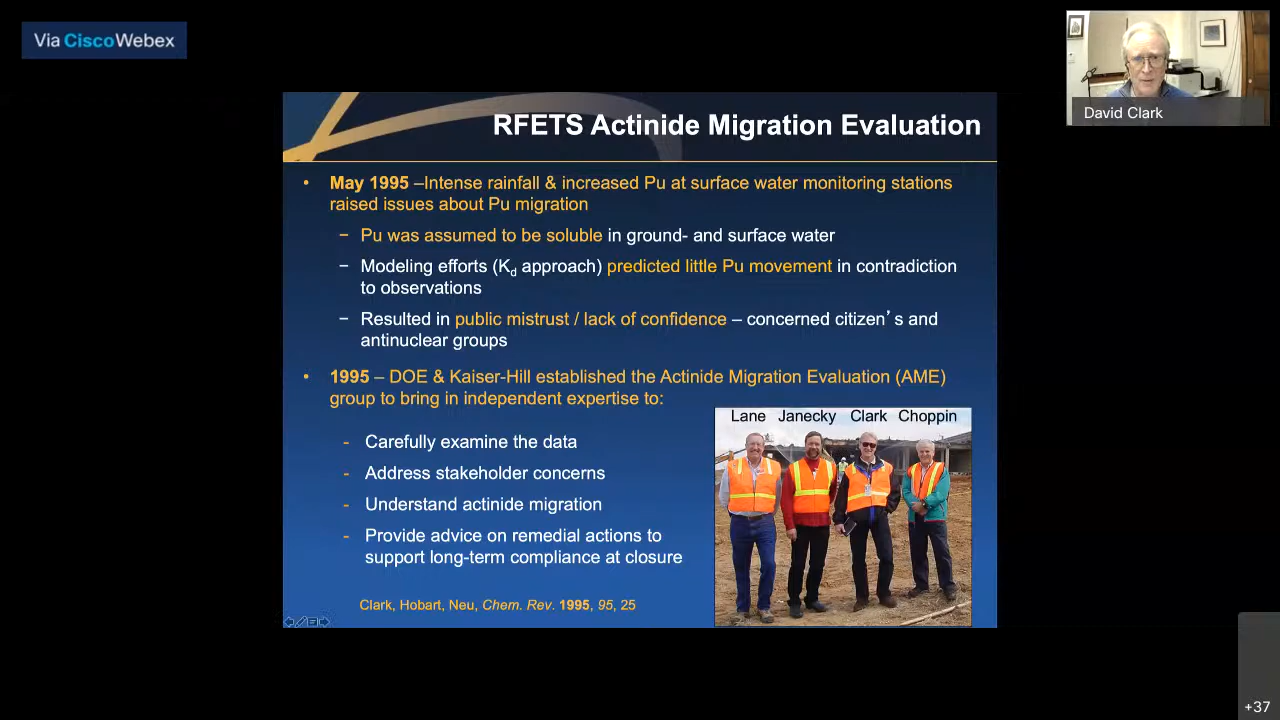 Via Cisco Webex
David Clark
RFETS Actinide Migration Evaluation
• May 1995 –Intense rainfall & increased Pu at surface water monitoring stations
raised issues about Pu migration
– Pu was assumed to be soluble in ground- and surface water
– Modeling efforts (Kd approach) predicted little Pu movement in contradiction
to observations
– Resulted in public mistrust / lack of confidence – concerned citizen’s and
antinuclear groups
• 1995 – DOE & Kaiser-Hill established the Actinide Migration Evaluation (AME)
group to bring in independent expertise to:
- Carefully examine the data
- Address stakeholder concerns
- Understand actinide migration
- Provide advice on remedial actions to
support long-term compliance at closure
Lane Janecky Clark Choppin
Clark, Hobart, Neu, Chem. Rev. 1995, 95, 25
+37